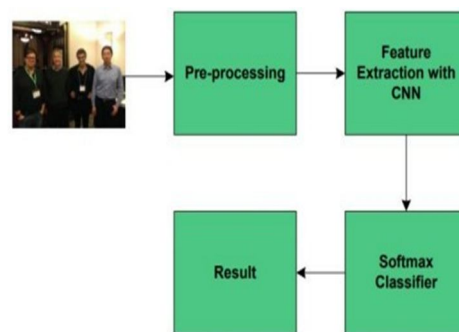 Pre-processing
Feature
Extraction with
CNN
Softmax
Classifier
Result